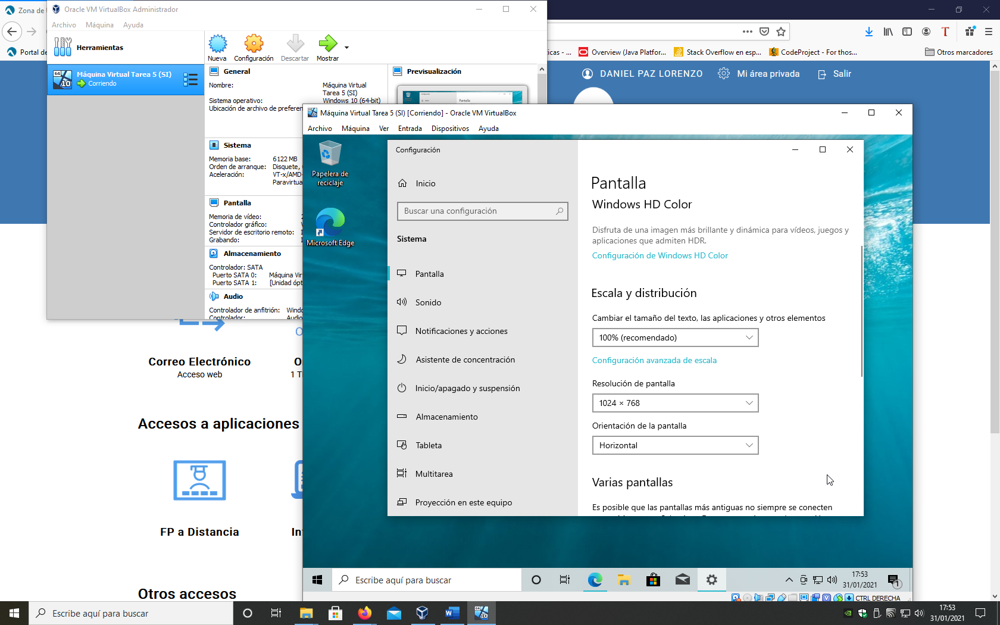 Zona de
Oracle VM VirtualBox Administrador
Archivo Máquina Ayuda
Portal de
Herramientas
Nueva Configuración Descartar Mostrar
Máquina Virtual Tarea 5 (SI)
Corriendo
64
10
General
Nombre: Máquina Virtual
Tarea 5 (SI)
Sistema operativo: Windows 10 (64-bit)
Ubicación de archivo de preferen
Previsualización
Sistema
Memoria base: 6122 MB
Orden de arranque: Disquete,
Aceleración: VT-x/AMD-
Paravirtua
Pantalla
Memoria de vídeo:
Controlador gráfico:
Servidor de escritorio remoto:
Grabando:
Almacenamiento
Controlador: SATA
Puerto SATA 0: Máquina Vir
Puerto SATA 1: [Unidad ópt
Audio
Controlador de anfitrión: Windo
Controlador: Audio
icas - ... Overview (Java Platfor... Stack Overflow en esp... CodeProject - For thos... Otros marcadores
DANIEL PAZ LORENZO Mi área privada Salir
Máquina Virtual Tarea 5 (SI) [Corriendo] - Oracle VM VirtualBox
Archivo Máquina Ver Entrada Dispositivos Ayuda
Papelera de
reciclaje
Microsoft Edge
Configuración
Inicio
Buscar una configuración
Sistema
Pantalla
Sonido
Notificaciones y acciones
Asistente de concentración
Inicio/apagado y suspensión
Almacenamiento
Tableta
Multitarea
Proyección en este equipo
Pantalla
Windows HD Color
Disfruta de una imagen más brillante y dinámica para vídeos, juegos y
aplicaciones que admiten HDR.
Configuración de Windows HD Color
Escala y distribución
Cambiar el tamaño del texto, las aplicaciones y otros elementos
100% (recomendado)
Configuración avanzada de escala
Resolución de pantalla
1024 × 768
Orientación de la pantalla
Horizontal
Varias pantallas
Es posible que las pantallas más antiguas no siempre se conecten
Escribe aquí para buscar
17:53
31/01/2021
1
CTRL DERECHA
Correo Electrónico
Acceso web
O
1 T
Accesos a aplicaciones
FP a Distancia
In
Otros accesos
Escribe aquí para buscar
17:53
31/01/2021